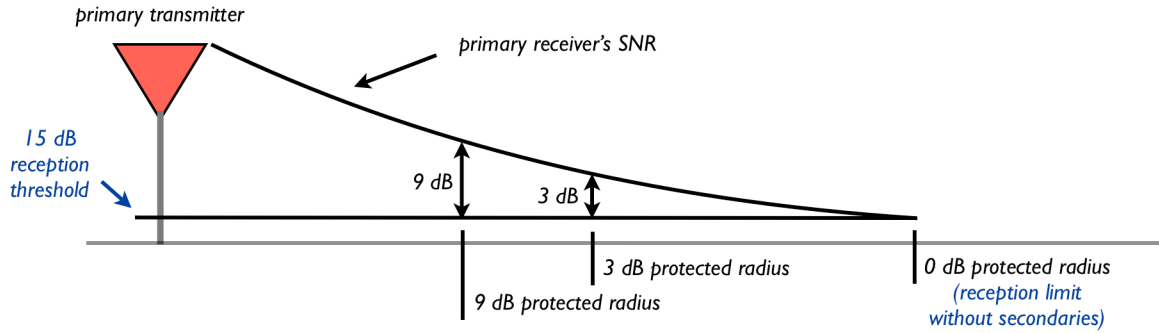 primary transmitter
primary receiver's SNR
15 dB
reception
threshold
9 dB
3 dB
3 dB protected radius
9 dB protected radius
0 dB protected radius
(reception limit
without secondaries)